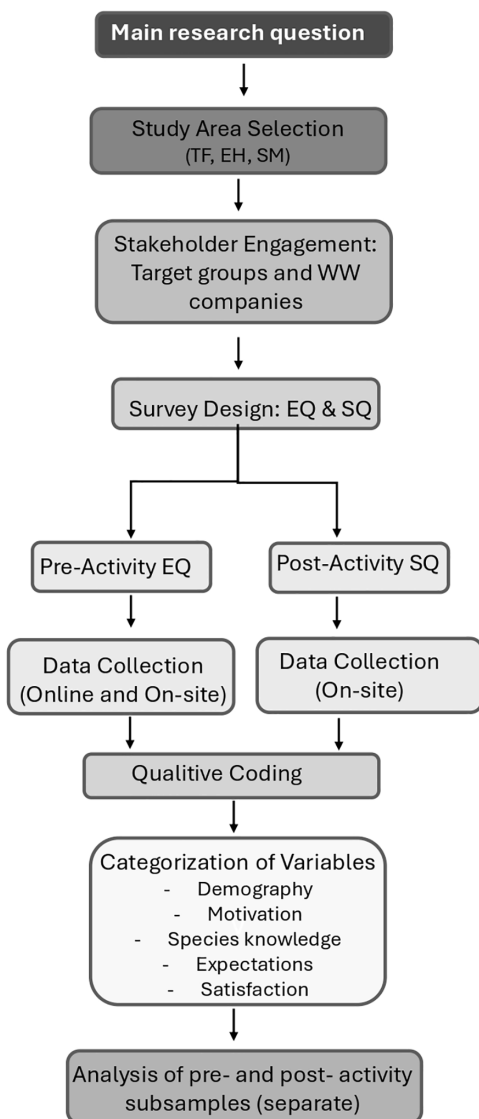 Main research question
Study Area Selection
(TF, EH, SM)
Stakeholder Engagement:
Target groups and WW
companies
Survey Design: EQ & SQ
Pre-Activity EQ
Post-Activity SQ
Data Collection
(Online and On-site)
Data Collection
(On-site)
Qualitive Coding
Categorization of Variables
- Demography
- Motivation
- Species knowledge
- Expectations
- Satisfaction
Analysis of pre- and post- activity
subsamples (separate)